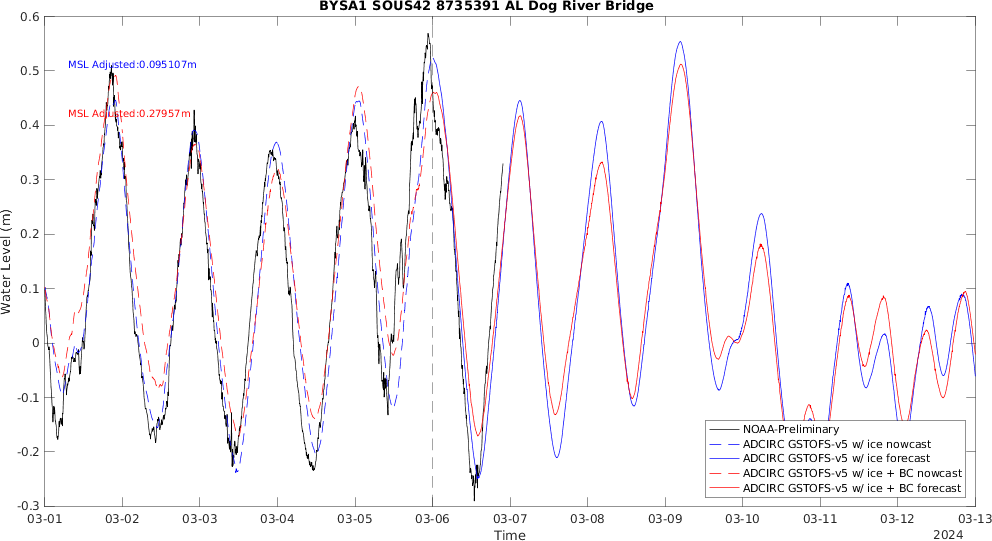 BYSA1 SOUS42 8735391 AL Dog River Bridge
0.6
0.5
0.4
0.3
0.2
0.1
0
-0.1
-0.2
-0.3
Water Level (m)
MSL Adjusted:0.095107m
MSL Adjusted:0.27957m
NOAA-Preliminary
ADCIRC GSTOFS-v5 w/ ice nowcast
ADCIRC GSTOFS-v5 w/ ice forecast
ADCIRC GSTOFS-v5 w/ ice + BC nowcast
ADCIRC GSTOFS-v5 w/ ice + BC forecast
03-01 03-02 03-03 03-04 03-05 03-06 03-07 03-08 03-09 03-10 03-11 03-12 03-13
Time
2024